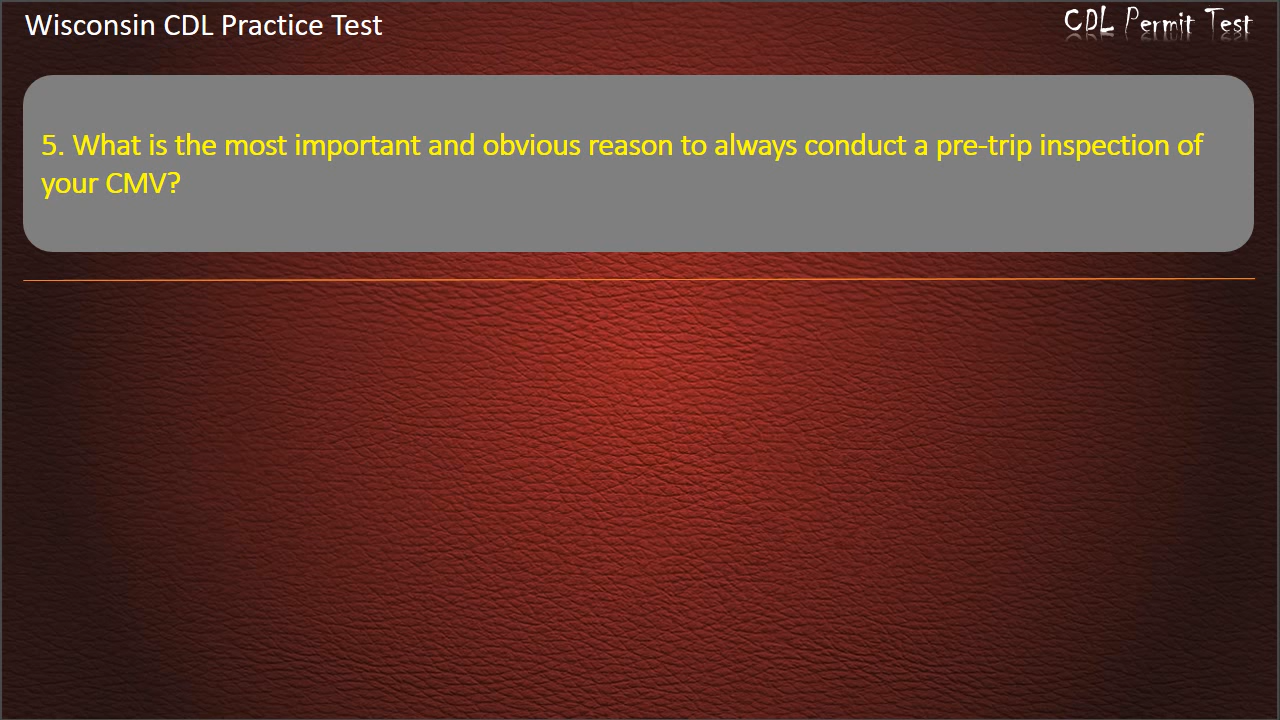 Wisconsin CDL Practice Test
CDL Permit Test
5. What is the most important and obvious reason to always conduct a pre-trip inspection of
your CMV?